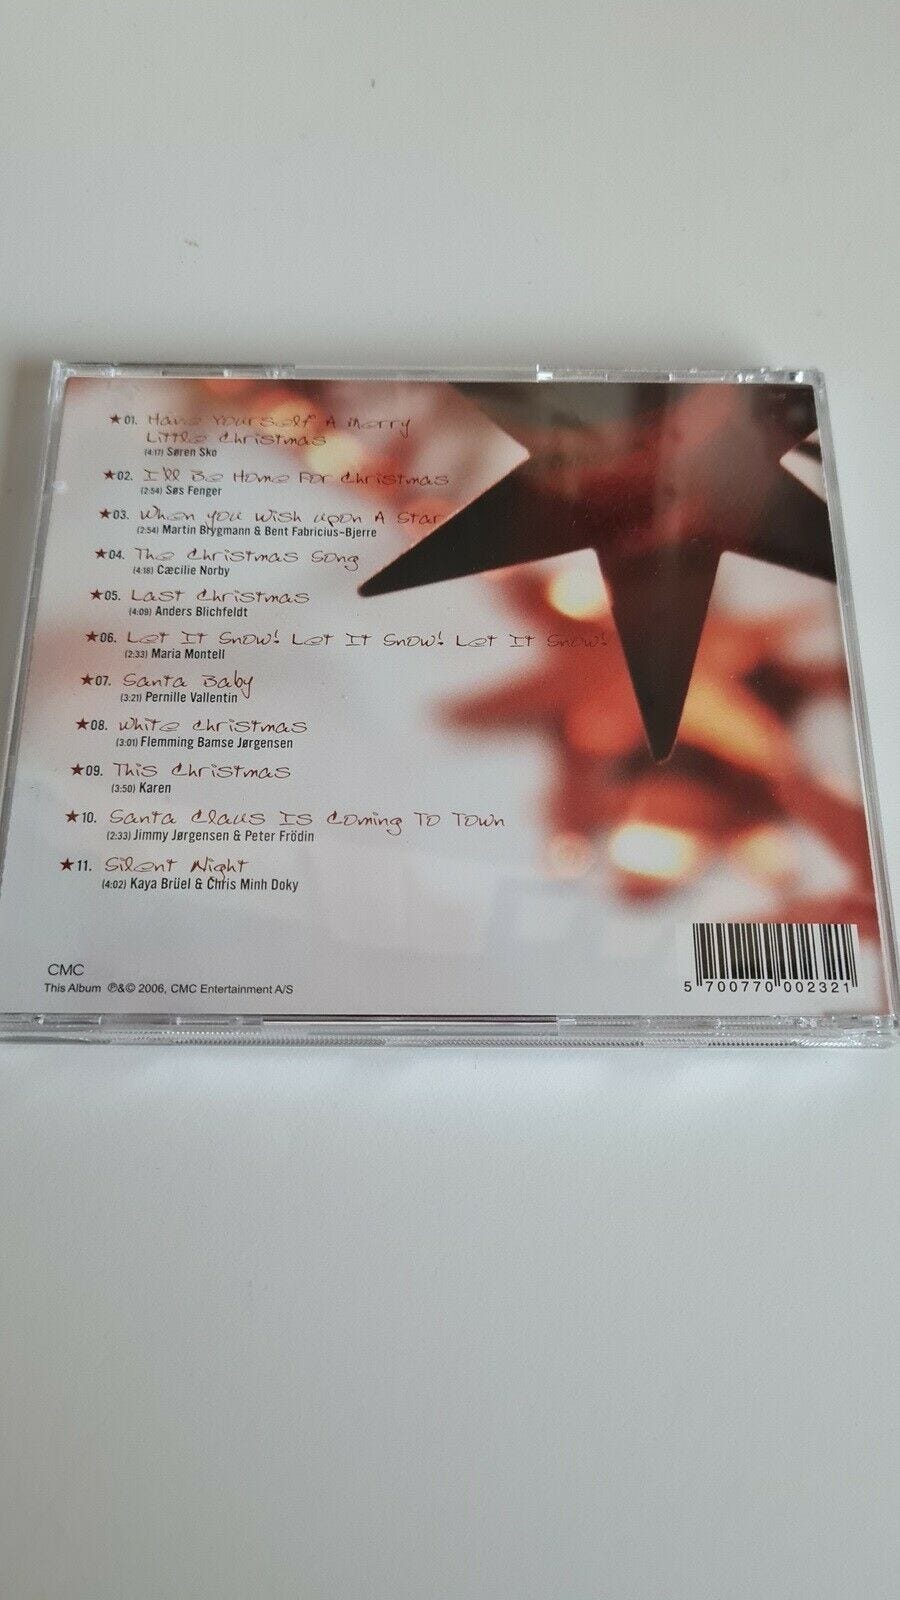 ★01. Have Yourself A Merry
Little Christmas
(4:17) Søren Sko
★02. I'll Be Home For Christmas
(2:54) Søs Fenger
★03. When you Wish upon A Star
(2:54) Martin Brygmann & Bent Fabricius-Bjerre
★04. The Christmas Song
(4:18) Cæcilie Norby
★05. Last Christmas
(4:09) Anders Blichfeldt
★06. Let It Snow! Let It Snow! Let It Snow!
(2:33) Maria Montell
★07. Santa Baby
(3:21) Pernille Vallentin
★08. White Christmas
(3:01) Flemming Bamse Jørgensen
★09. This Christmas
(3:50) Karen
★10. Santa Claus Is Coming To Town
(2:33) Jimmy Jørgensen & Peter Frödin
★11. Silent Night
(4:02) Kaya Brüel & Chris Minh Doky
CMC
This Album ℗&© 2006, CMC Entertainment A/S
5 700770 002321